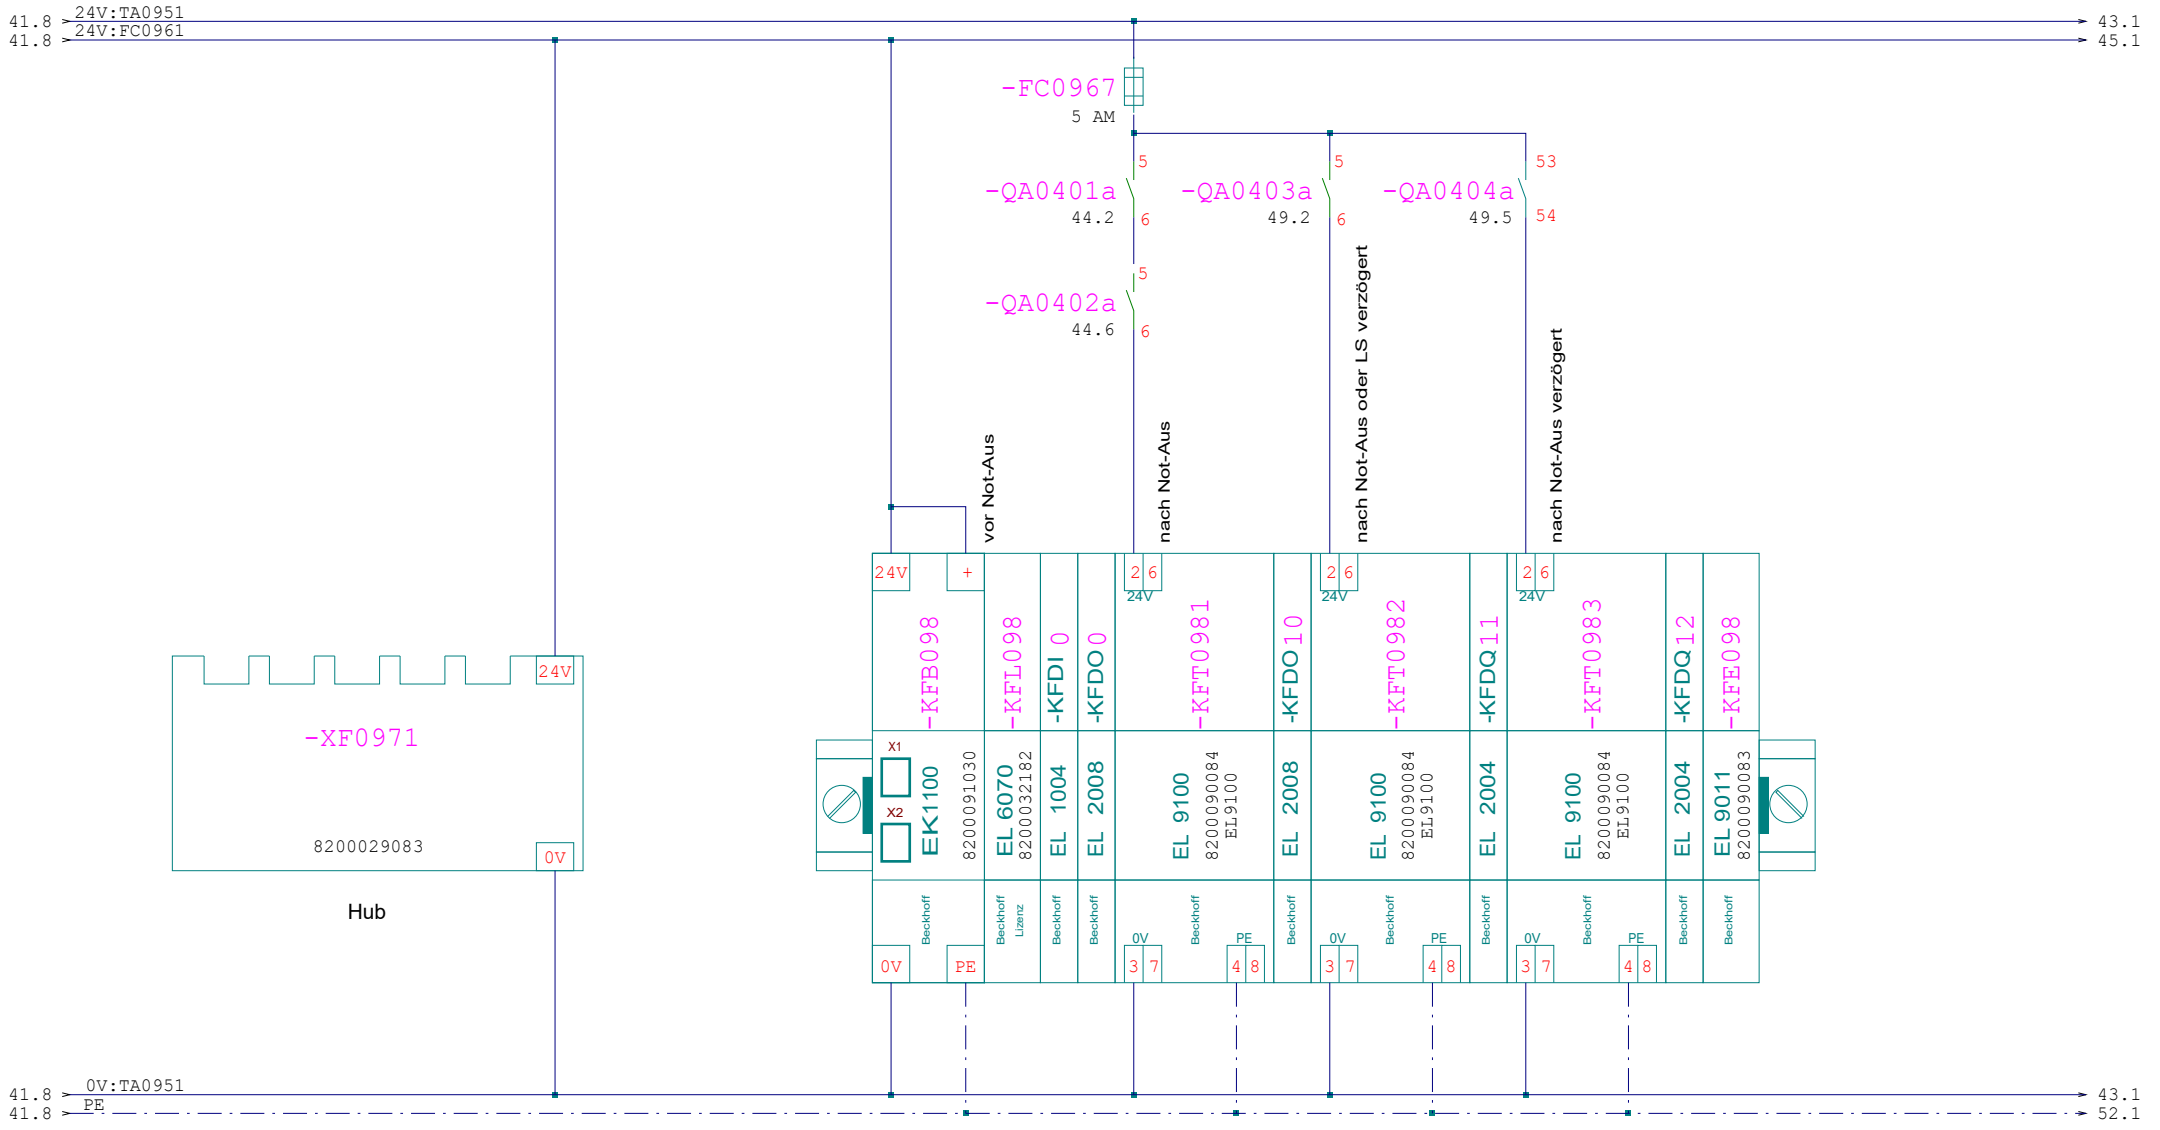 41.8 24V:TA0951 43.1
41.8 24V:FC0961 45.1
-FC0967
5 AM
5 5 53
-QA0401a -QA0403a -QA0404a
44.2 6 49.2 6 49.5 54
5
-QA0402a
44.6 6
vor Not-Aus
nach Not-Aus
nach Not-Aus oder LS verzögert
nach Not-Aus verzögert
24V + 2 6 2 6 2 6
24V 24V 24V
-KFB098
-KFL098
-KFDI 0
-KFDO 0
-KFT0981
-KFDO 10
-KFT0982
-KFDQ 11
-KFT0983
-KFDQ 12
-KFE098
24V
-XF0971
8200029083
0V
Hub
X1
X2
EK1100
8200091030
EL 6070
8200032182
EL 1004
EL 2008
EL 9100
8200090084
EL9100
EL 2008
EL 9100
8200090084
EL9100
EL 2004
EL 9100
8200090084
EL9100
EL 2004
EL 9011
8200090083
Beckhoff
Beckhoff
Lizenz
Beckhoff
Beckhoff
Beckhoff
Beckhoff
Beckhoff
Beckhoff
Beckhoff
Beckhoff
Beckhoff
0V PE 0V PE 0V PE
0V PE 3 7 4 8 3 7 4 8 3 7 4 8
41.8 0V:TA0951 43.1
41.8 PE 52.1